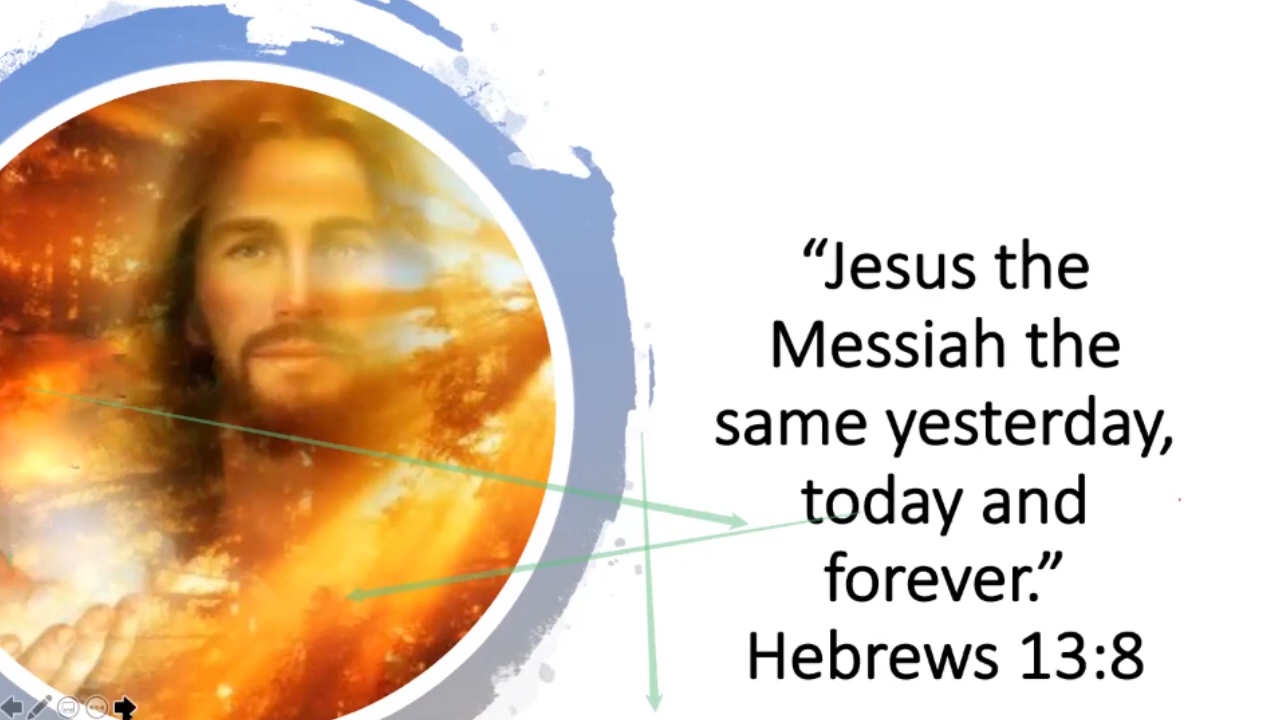 “Jesus the
Messiah the
same yesterday,
today and
forever.”
Hebrews 13:8